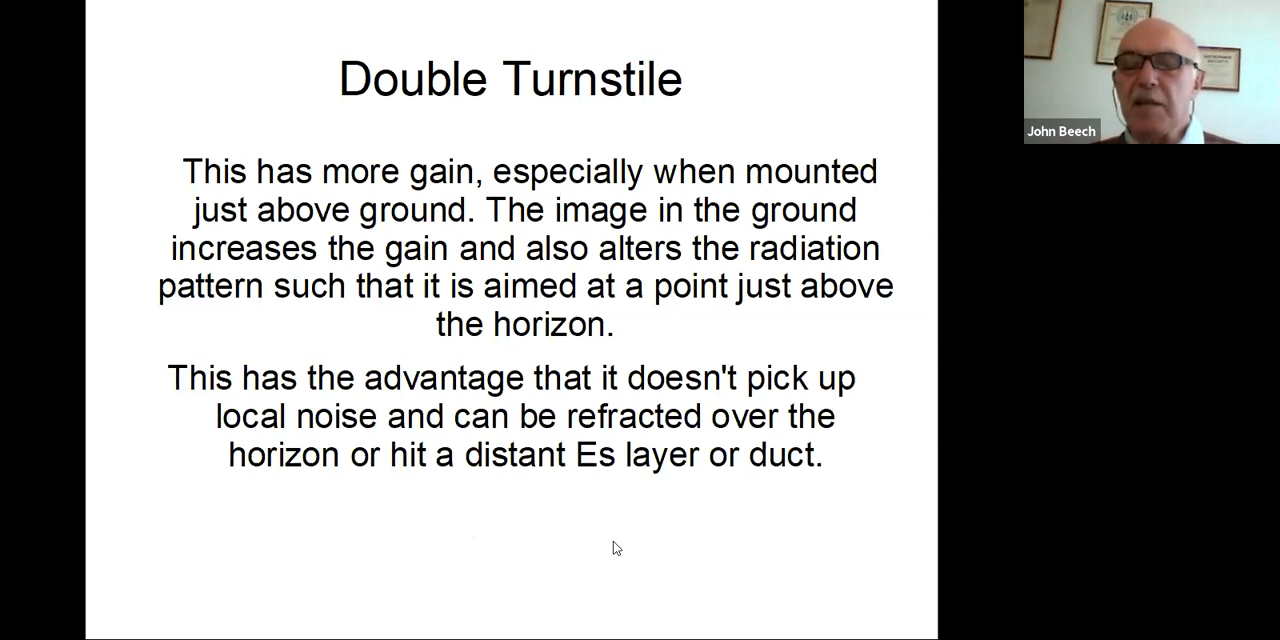 Double Turnstile
This has more gain, especially when mounted
just above ground. The image in the ground
increases the gain and also alters the radiation
pattern such that it is aimed at a point just above
the horizon.
This has the advantage that it doesn't pick up
local noise and can be refracted over the
horizon or hit a distant Es layer or duct.
John Beech